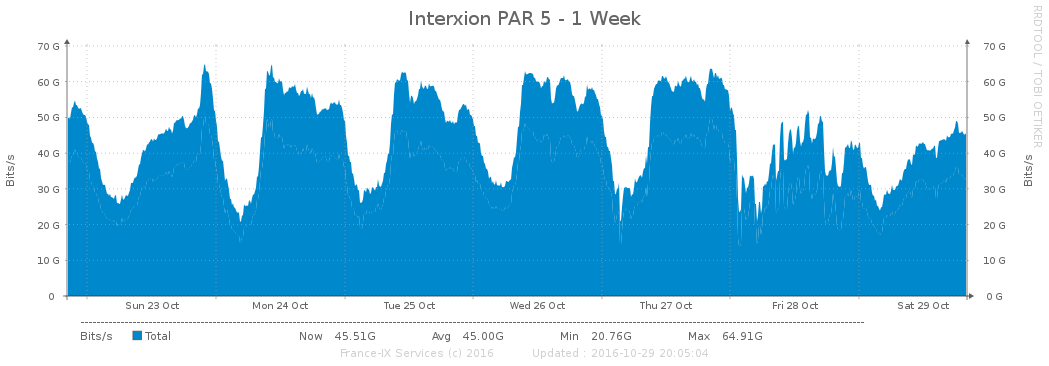 Interxion PAR 5 - 1 Week
RRDTOOL / TOBI OETIKER
Bits/s
70 G 70 G
60 G 60 G
50 G 50 G
40 G 40 G
30 G 30 G
20 G 20 G
10 G 10 G
0 0 G
Bits/s
Sun 23 Oct Mon 24 Oct Tue 25 Oct Wed 26 Oct Thu 27 Oct Fri 28 Oct Sat 29 Oct
Bits/s Total Now 45.51G Avg 45.00G Min 20.76G Max 64.91G
France-IX Services (c) 2016 Updated : 2016-10-29 20:05:04